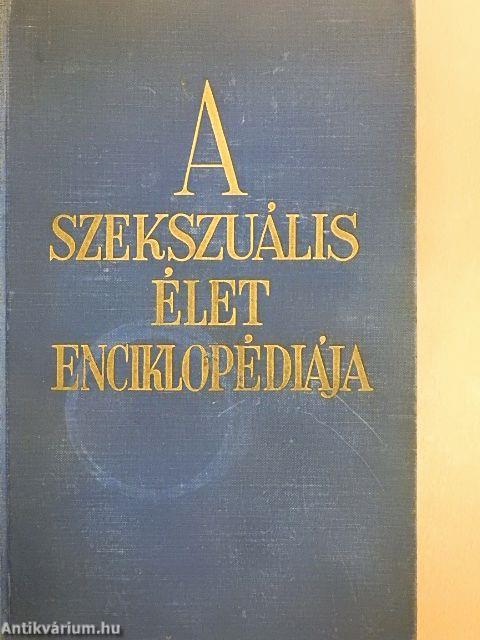 A
SZEKSZUÁLIS
ÉLET
ENCIKLOPÉDIÁJA
Antikvárium.hu